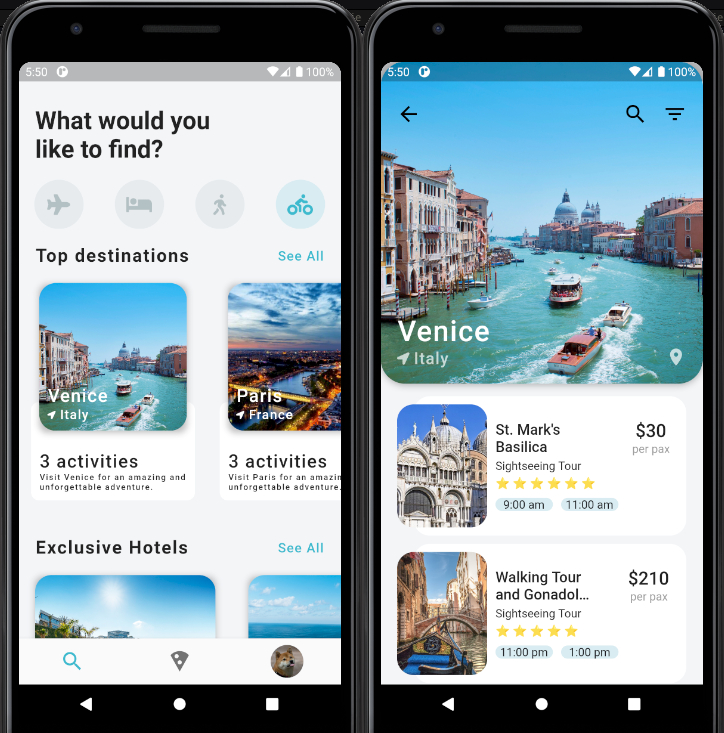 5:50
100%
What would you
like to find?
Top destinations
See All
Venice
Italy
3 activities
Visit Venice for an amazing and
unforgettable adventure.
Paris
France
3 activities
Visit Paris for an
unforgettable adventure.
Exclusive Hotels
See All
5:50
100%
Venice
Italy
St. Mark's
Basilica
Sightseeing Tour
9:00 am
11:00 am
$30
per pax
Walking Tour
and Gonadol...
Sightseeing Tour
11:00 pm
1:00 pm
$210
per pax